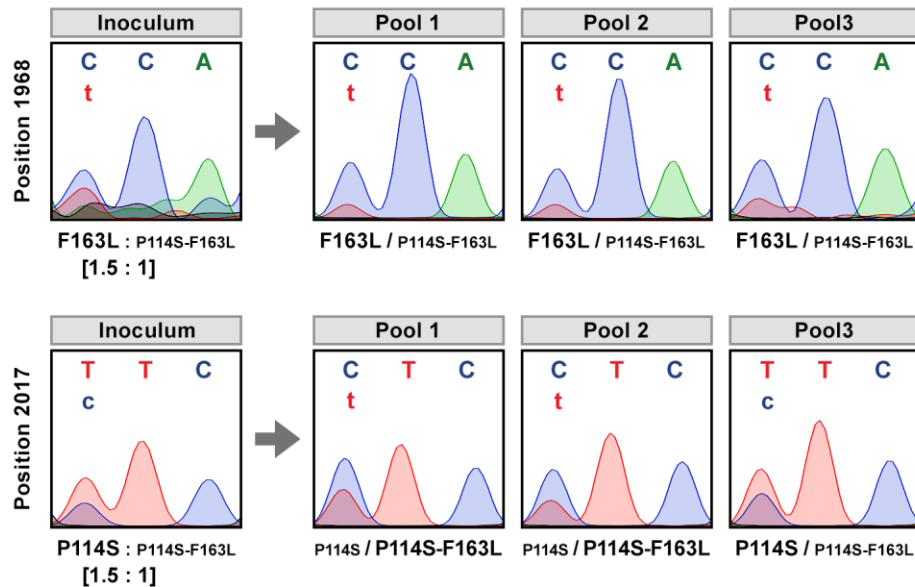 Inoculum Pool 1 Pool 2 Pool3
Position 1968
C C A C C A C C A C C A
t t t t
F163L : P114S-F163L F163L / P114S-F163L F163L / P114S-F163L F163L / P114S-F163L
[1.5 : 1]
Inoculum Pool 1 Pool 2 Pool3
Position 2017
T T C C T C C T C T T C
c t t c
P114S : P114S-F163L P114S / P114S-F163L P114S / P114S-F163L P114S / P114S-F163L
[1.5 : 1]